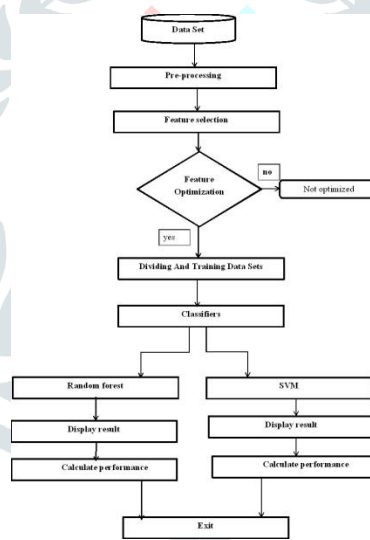 Data Set
Pre-processing
Feature selection
Feature
Optimization
no
Not optimized
yes
Dividing And Training Data Sets
Classifiers
Random forest
SVM
Display result
Display result
Calculate performance
Calculate performance
Exit